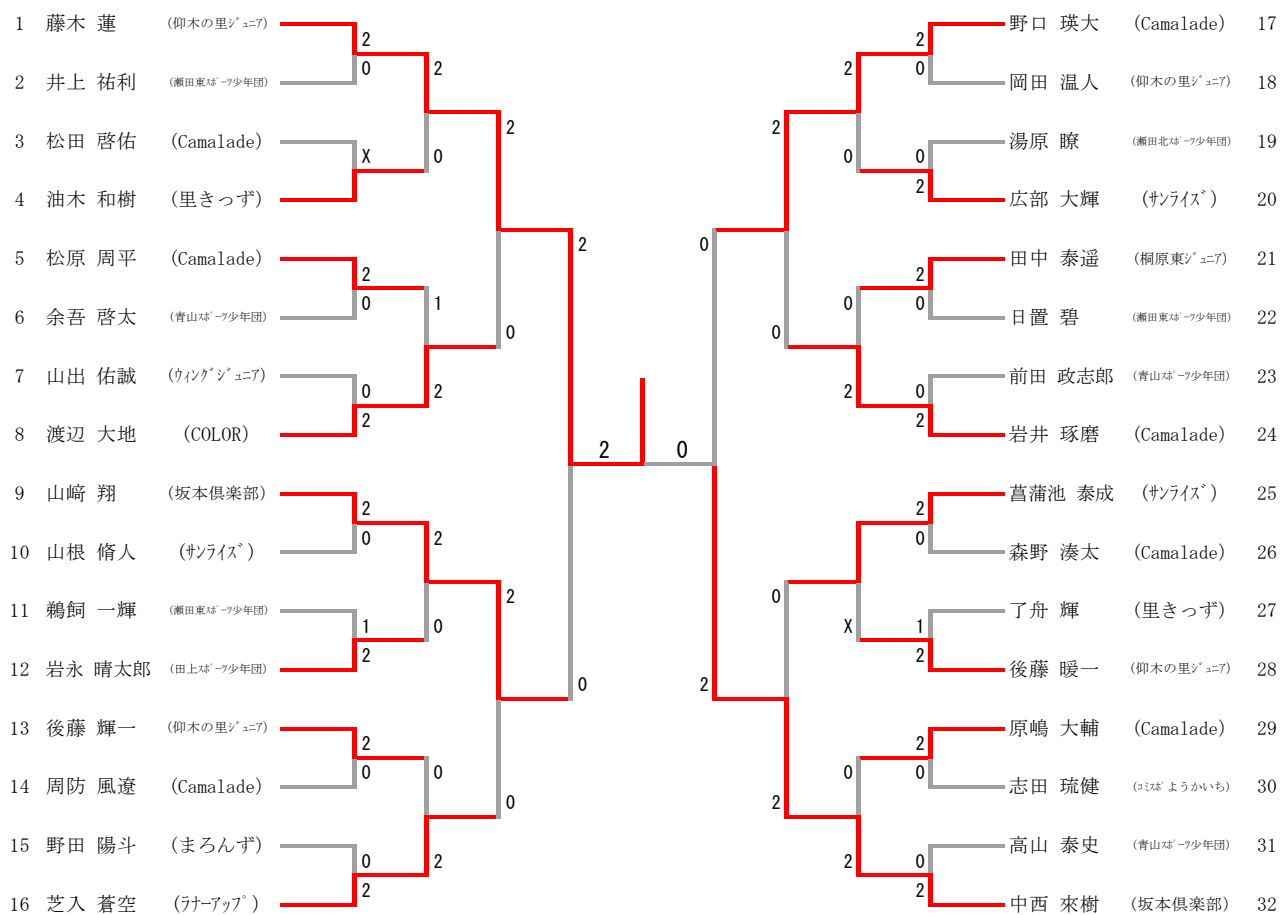 1 藤木 蓮 (仰木の里ジュニア)
2 井上 祐利 (瀬田東スポーツ少年団)
3 松田 啓佑 (Camalade)
4 油木 和樹 (里きっず)
5 松原 周平 (Camalade)
6 余吾 啓太 (青山スポーツ少年団)
7 山出 佑誠 (ウィングジュニア)
8 渡辺 大地 (COLOR)
9 山﨑 翔 (坂本倶楽部)
10 山根 脩人 (サンライズ)
11 鵜飼 一輝 (瀬田東スポーツ少年団)
12 岩永 晴太郎 (田上スポーツ少年団)
13 後藤 輝一 (仰木の里ジュニア)
14 周防 風遼 (Camalade)
15 野田 陽斗 (まろんず)
16 芝入 蒼空 (ラナーアップ)
2
0
X
2
0
0
2
2
0
1
2
2
0
0
2
2
0
1
2
2
0
0
2
2
0
2
0
2
0
2 0
0
2
2
0
0
2
2
0
0
2
0
X
0
2
2
0
0
2
2
0
0
2
2
0
1
2
2
0
0
2
野口 瑛大 (Camalade) 17
岡田 温人 (仰木の里ジュニア) 18
湯原 瞭 (瀬田北スポーツ少年団) 19
広部 大輝 (サンライズ) 20
田中 泰遥 (桐原東ジュニア) 21
日置 碧 (瀬田東スポーツ少年団) 22
前田 政志郎 (青山スポーツ少年団) 23
岩井 琢磨 (Camalade) 24
菖蒲池 泰成 (サンライズ) 25
森野 湊太 (Camalade) 26
了舟 輝 (里きっず) 27
後藤 暖一 (仰木の里ジュニア) 28
原嶋 大輔 (Camalade) 29
志田 琉健 (コミスポようかいち) 30
高山 泰史 (青山スポーツ少年団) 31
中西 來樹 (坂本倶楽部) 32